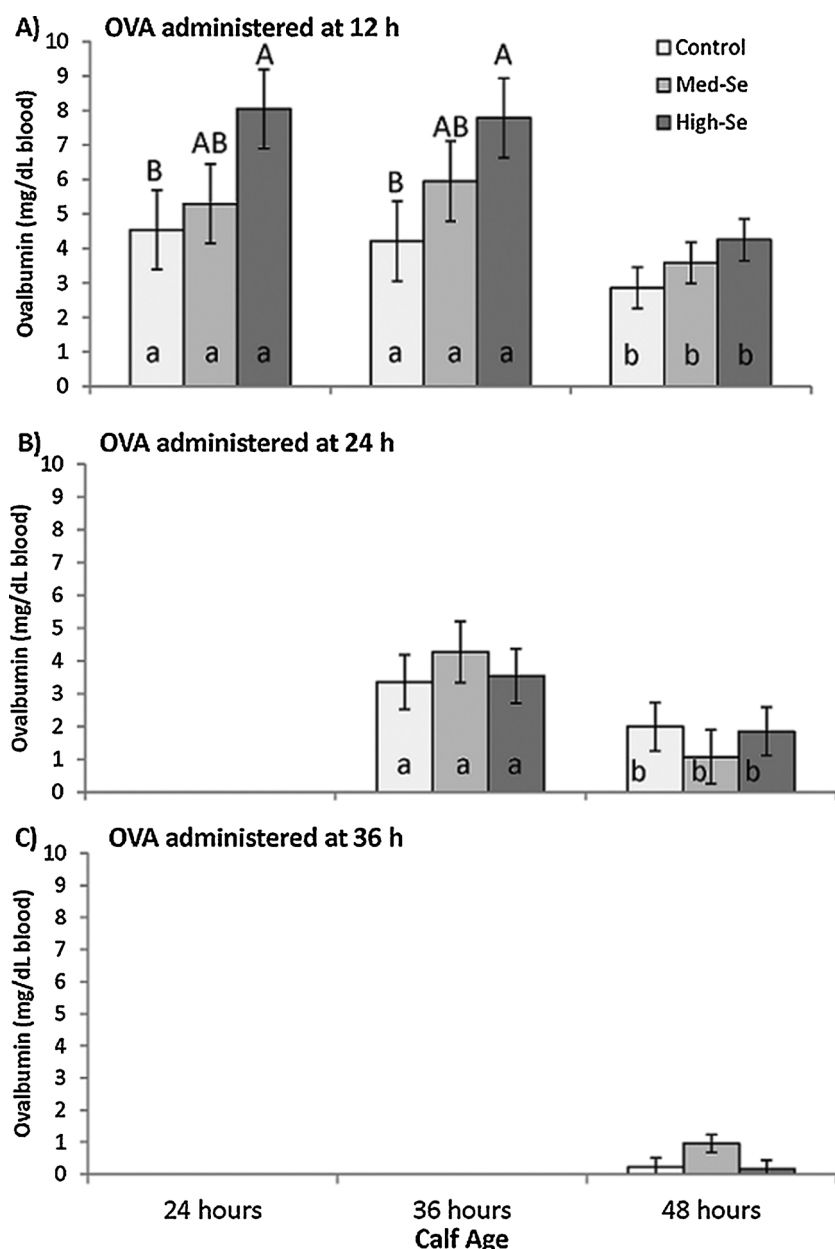 A) OVA administered at 12 h
Control
Med-Se
High-Se
Ovalbumin (mg/dL blood)
10
9
8
7
6
5
4
3
2
1
0
B AB A
B AB A
a a a
a a a
b b b
B) OVA administered at 24 h
Ovalbumin (mg/dL blood)
10
9
8
7
6
5
4
3
2
1
0
a a a
b b b
C) OVA administered at 36 h
Ovalbumin (mg/dL blood)
10
9
8
7
6
5
4
3
2
1
0
24 hours 36 hours 48 hours
Calf Age